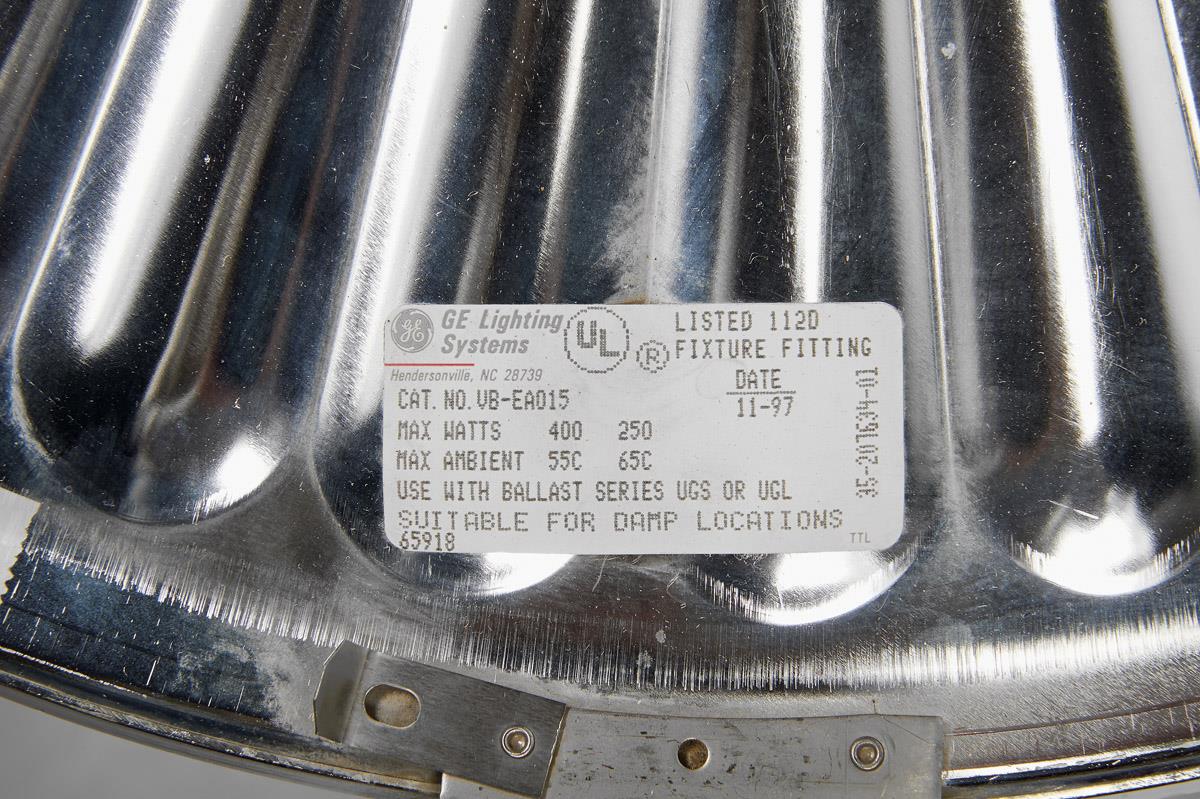 GE
GE Lighting Systems
Hendersonville, NC 28739
UL
®
LISTED 112D
FIXTURE FITTING
DATE
11-97
CAT. NO. VB-EA015
MAX WATTS 400 250
MAX AMBIENT 55C 65C
USE WITH BALLAST SERIES UGS OR UGL
SUITABLE FOR DAMP LOCATIONS
65918
TTL
35-201634-01